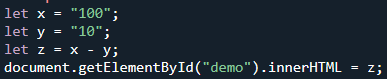 let x = "100";
let y = "10";
let z = x - y;
document.getElementById("demo").innerHTML = z;